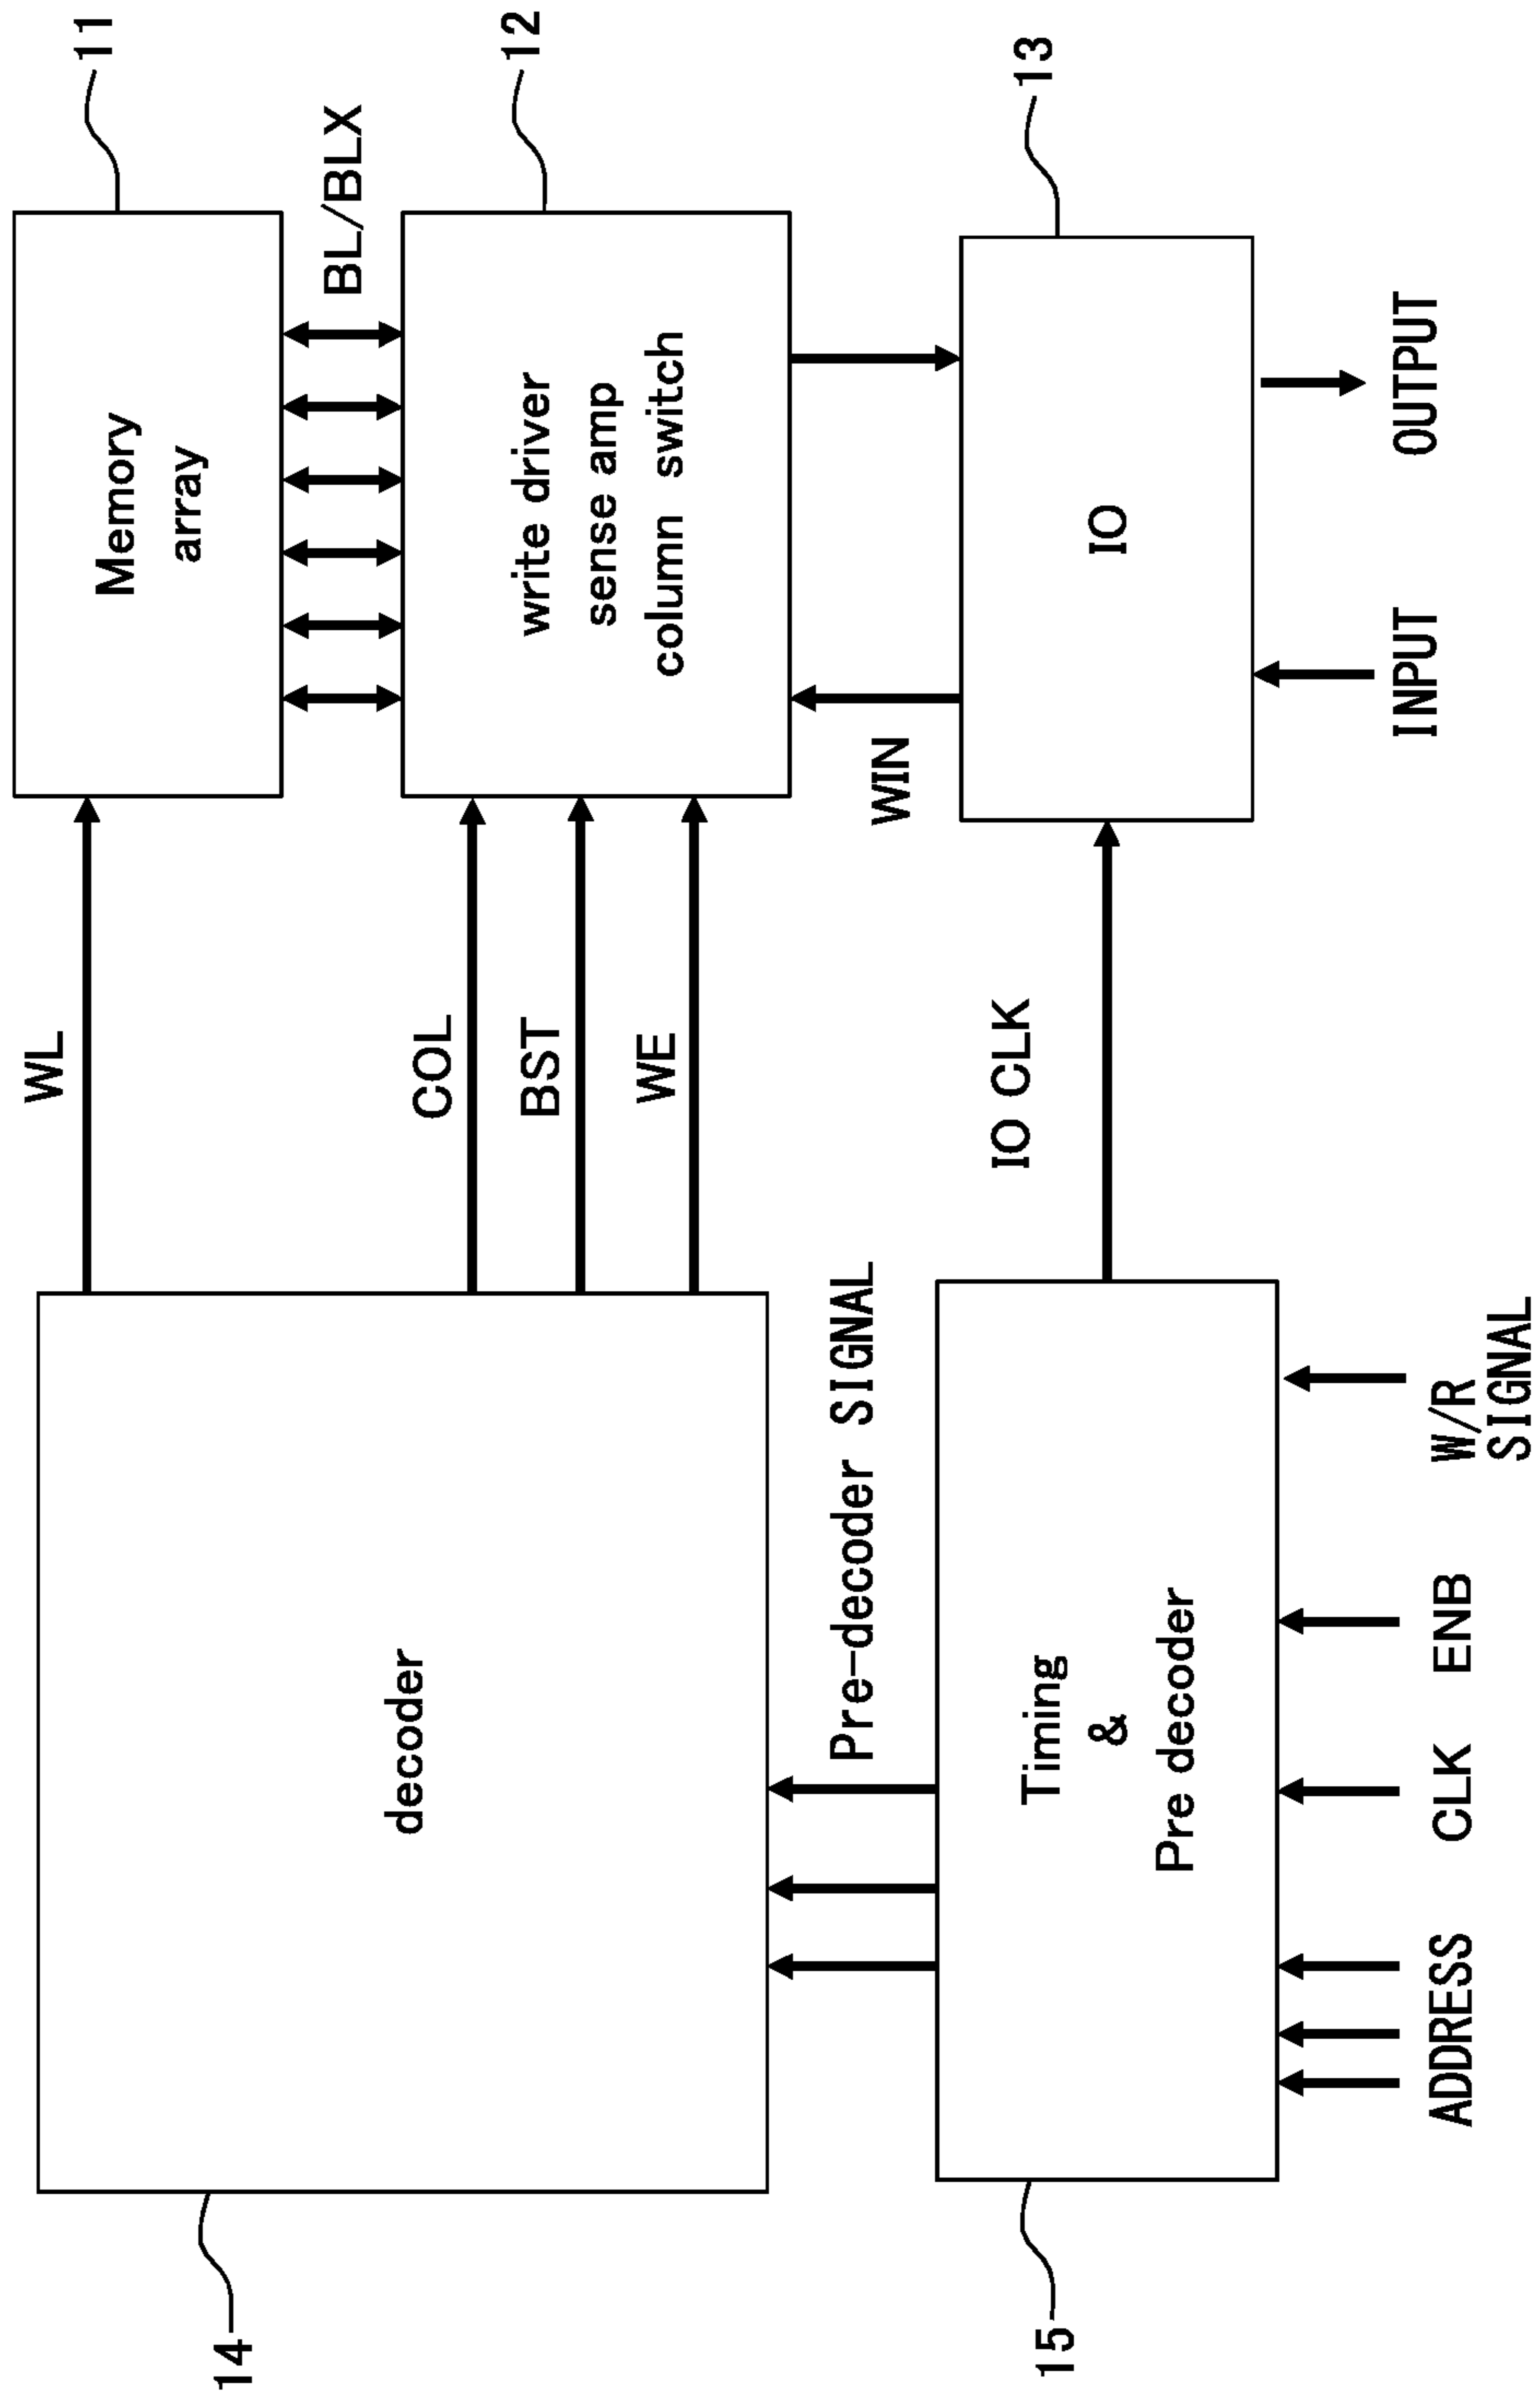 WL
Memory
array
11
BL/BLX
decoder
COL
BST
WE
write driver
sense amp
column switch
12
14
Pre-decoder SIGNAL
WIN
13
Timing
&
Pre decoder
IO CLK
IO
15
ADDRESS
CLK
ENB
W/R
SIGNAL
INPUT
OUTPUT